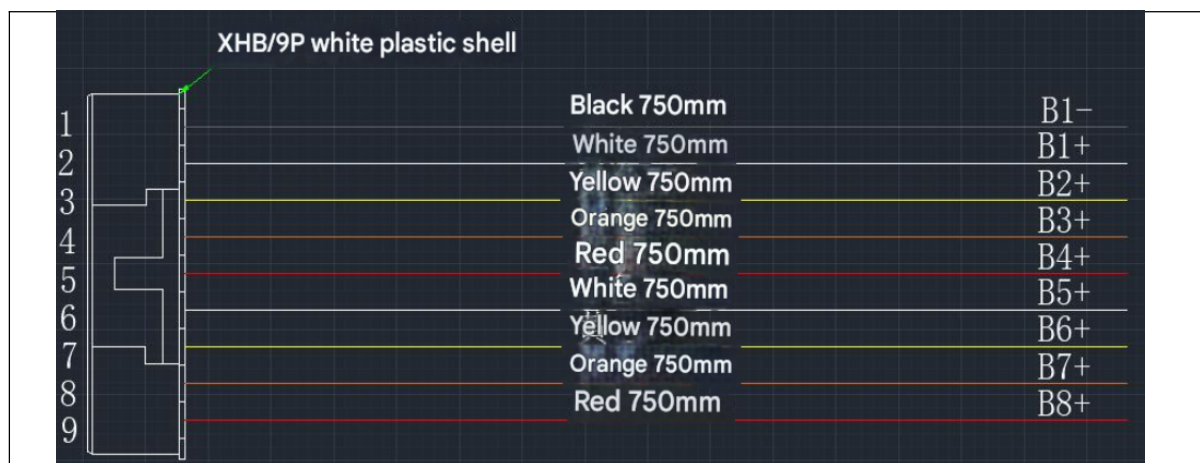 XHB/9P white plastic shell
1 Black 750mm B1-
2 White 750mm B1+
3 Yellow 750mm B2+
4 Orange 750mm B3+
5 Red 750mm B4+
6 White 750mm B5+
7 Yellow 750mm B6+
8 Orange 750mm B7+
9 Red 750mm B8+